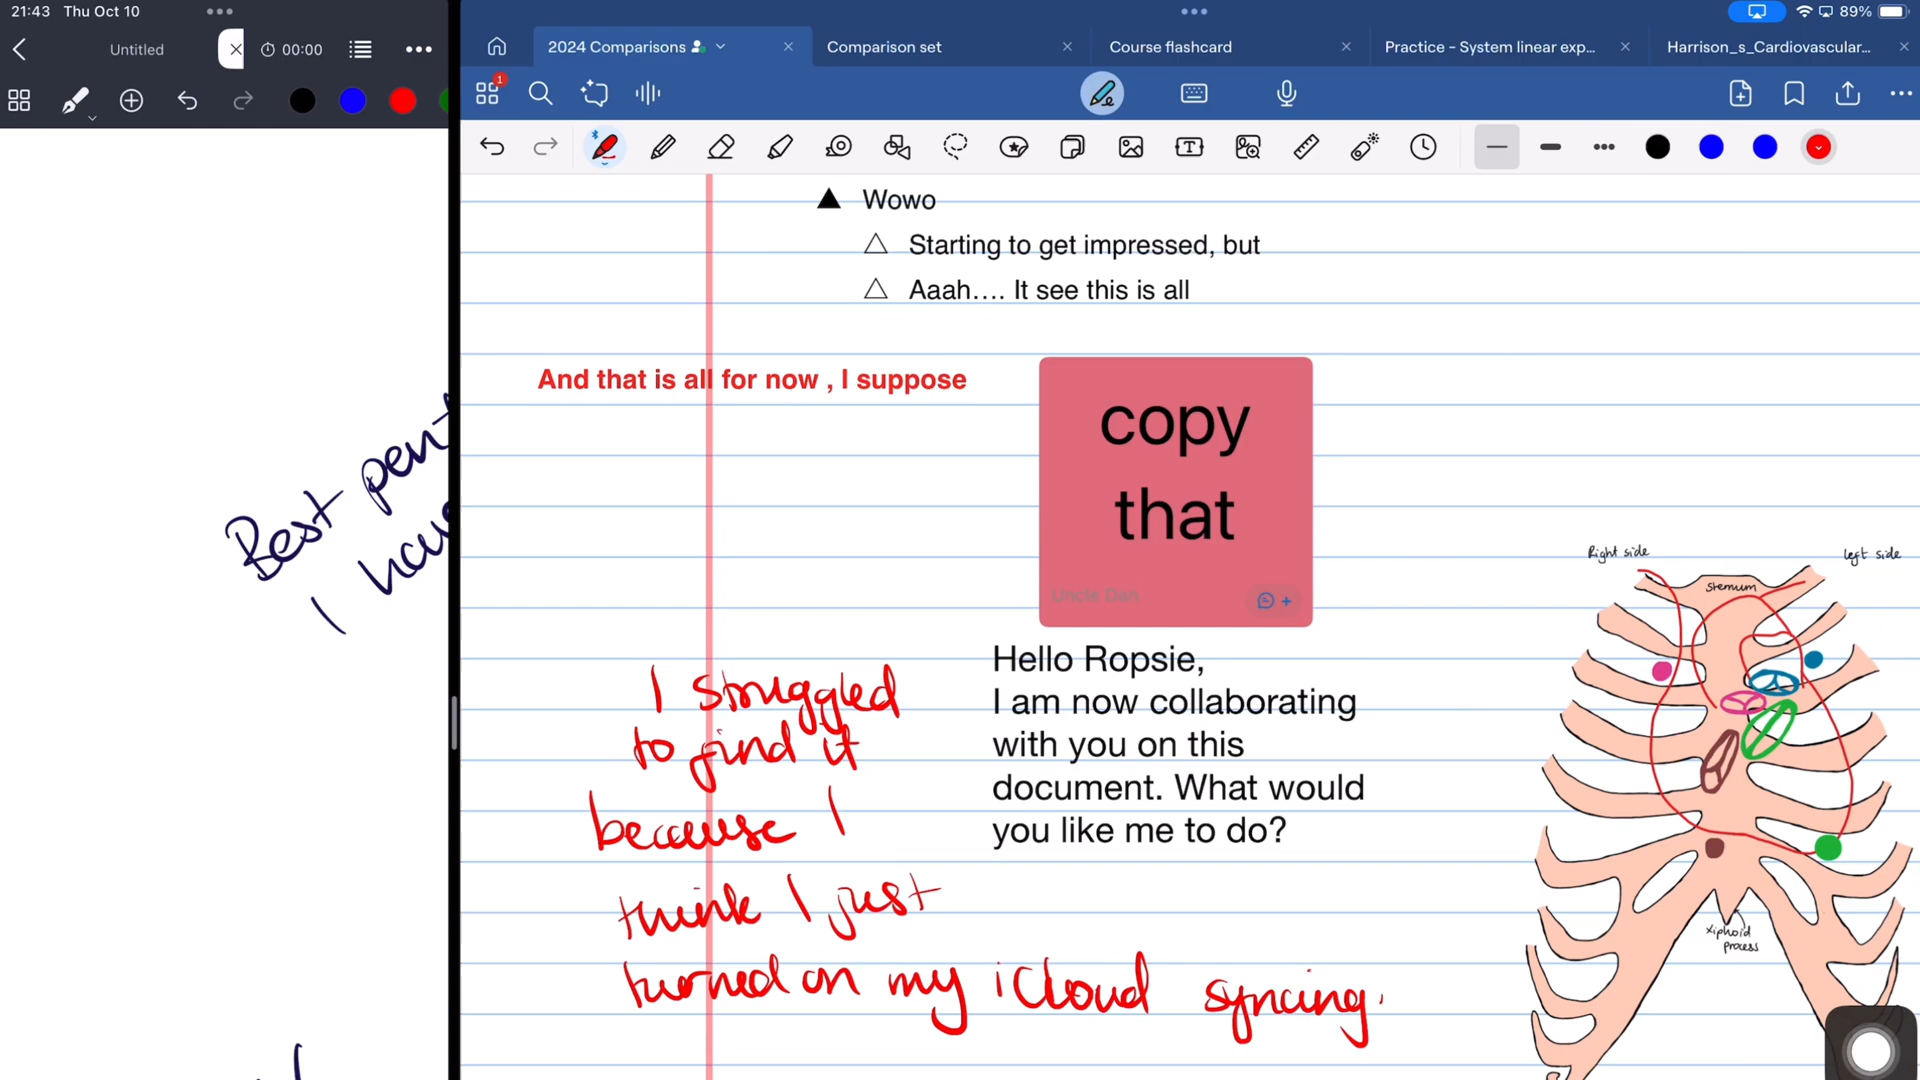 21:43 Thu Oct 10
89%
Untitled
00:00
2024 Comparisons
Comparison set
Course flashcard
Practice - System linear exp...
Harrison_s_Cardiovascular...
1
Wowo
Starting to get impressed, but
Aaah.... It see this is all
And that is all for now , I suppose
copy
that
Uncle Dan
Hello Ropsie,
I am now collaborating
with you on this
document. What would
you like me to do?
I struggled
to find it
because I
think I just
turned on my iCloud syncing.
Best
I
Right side
left side
sternum
xiphoid
process